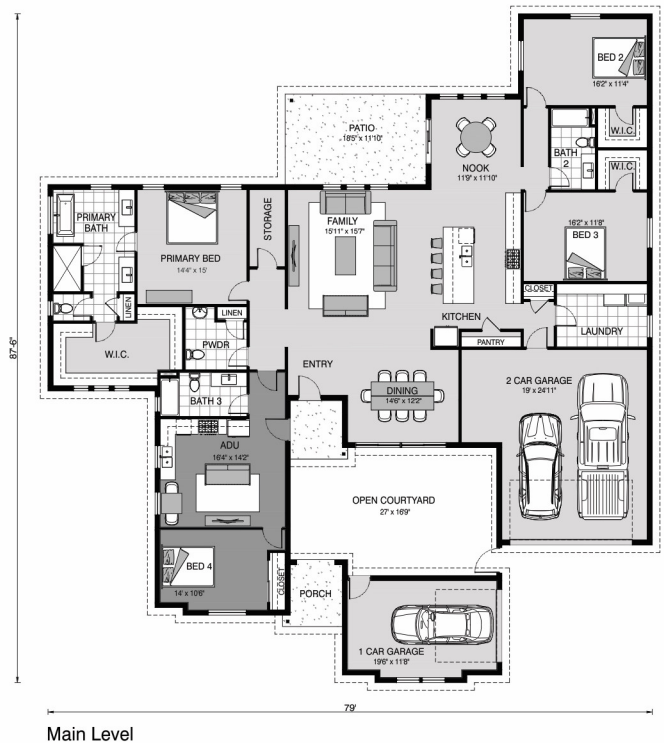 BED 2
16'2" x 11'4"
W.I.C.
PATIO
18'5" x 11'10"
BATH
2
NOOK
11'9" x 11'10"
W.I.C.
PRIMARY
BATH
STORAGE
FAMILY
15'11" x 15'7"
16'2" x 11'8"
BED 3
PRIMARY BED
14'4" x 15'
CLOSET
LINEN
LINEN
KITCHEN
LAUNDRY
PWDR
PANTRY
W.I.C.
ENTRY
2 CAR GARAGE
19' x 24'11"
BATH 3
DINING
14'6" x 12'2"
ADU
16'4" x 14'2"
OPEN COURTYARD
27' x 16'9"
BED 4
14' x 10'6"
CLOSET
PORCH
1 CAR GARAGE
19'6" x 11'8"
87'-6"
79'
Main Level